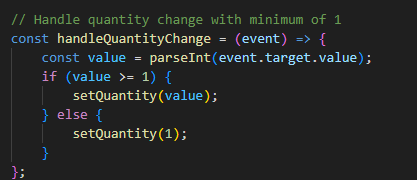 // Handle quantity change with minimum of 1
const handleQuantityChange = (event) => {
    const value = parseInt(event.target.value);
    if (value >= 1) {
        setQuantity(value);
    } else {
        setQuantity(1);
    }
};